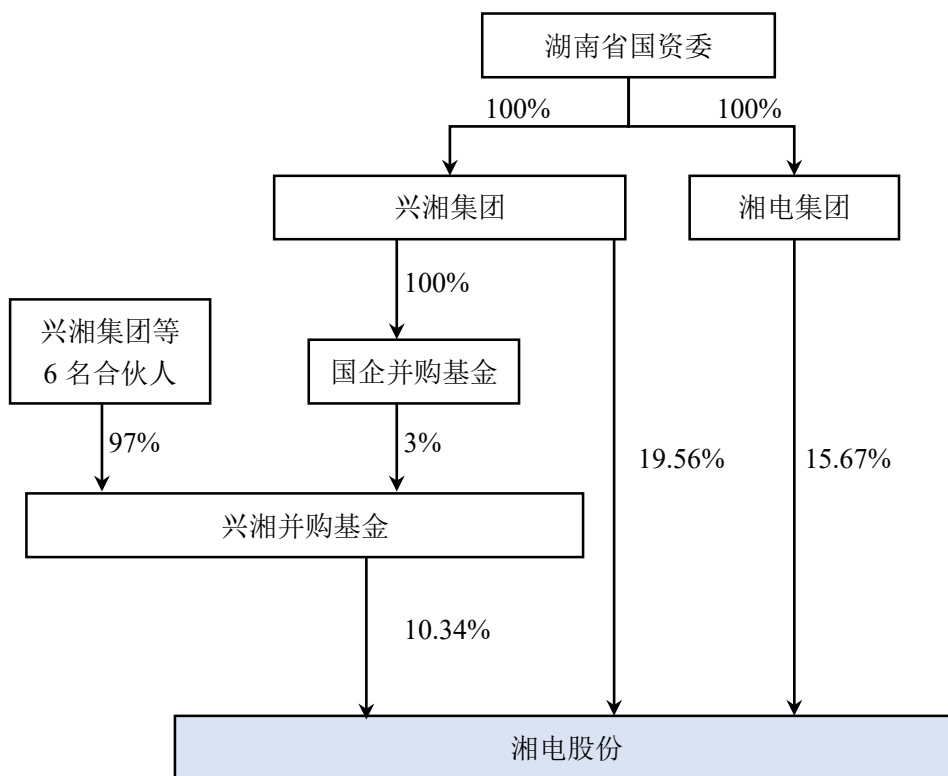 湖南省国资委
100%
100%
兴湘集团
湘电集团
100%
兴湘集团等
6 名合伙人
国企并购基金
97%
3%
19.56%
15.67%
兴湘并购基金
10.34%
湘电股份